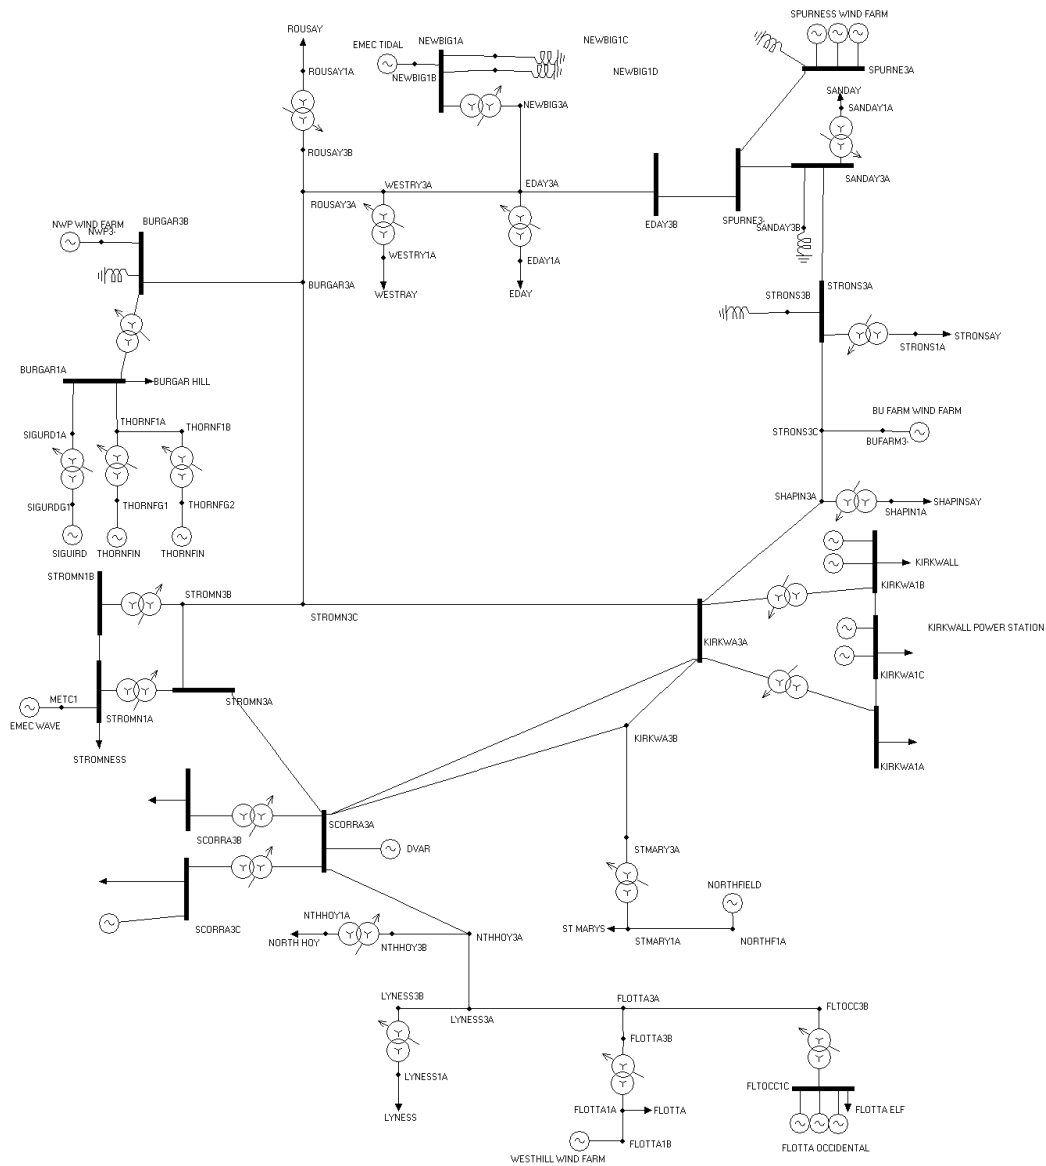 SPURNESS WIND FARM
ROUSAY
NEWBIG1A
NEWBIG1C
EMEC TIDAL
ROUSAY1A
NEWBIG1B
NEWBIG1D
SPURNE3A
SANDAY
NEWBIG3A
SANDAY1A
ROUSAY3B
WESTRY3A
EDAY3A
SANDAY3A
ROUSAY3A
EDAY3B
SPURNE3-
SANDAY3B
BURGAR3B
NWP WIND FARM
NWP3-
WESTRY1A
EDAY1A
BURGAR3A
WESTRAY
EDAY
STRONS3A
STRONS3B
STRONSAY
STRONS1A
BURGAR1A
BURGAR HILL
BU FARM WIND FARM
THORNF1A
THORNF1B
SIGURD1A
STRONS3C
BUFARM3-
SHAPIN3A
SHAPINSAY
SIGURDG1
THORNFG1
THORNFG2
SHAPIN1A
SIGUIRD
THORNFIN
THORNFIN
KIRKWALL
STROMN1B
KIRKWA1B
STROMN3B
STROMN3C
KIRKWALL POWER STATION
KIRKWA3A
KIRKWA1C
METC1
STROMN3A
STROMN1A
EMEC WAVE
KIRKWA3B
STROMNESS
KIRKWA1A
SCORRA3A
SCORRA3B
DVAR
STMARY3A
NORTHFIELD
NTHHOY1A
SCORRA3C
ST MARYS
NORTH HOY
NTHHOY3B
NTHHOY3A
STMARY1A
NORTHF1A
LYNESS3B
FLOTTA3A
FLTOCC3B
LYNESS3A
FLOTTA3B
LYNESS1A
FLTOCC1C
LYNESS
FLOTTA1A
FLOTTA
FLOTTA ELF
FLOTTA1B
FLOTTA OCCIDENTAL
WESTHILL WIND FARM